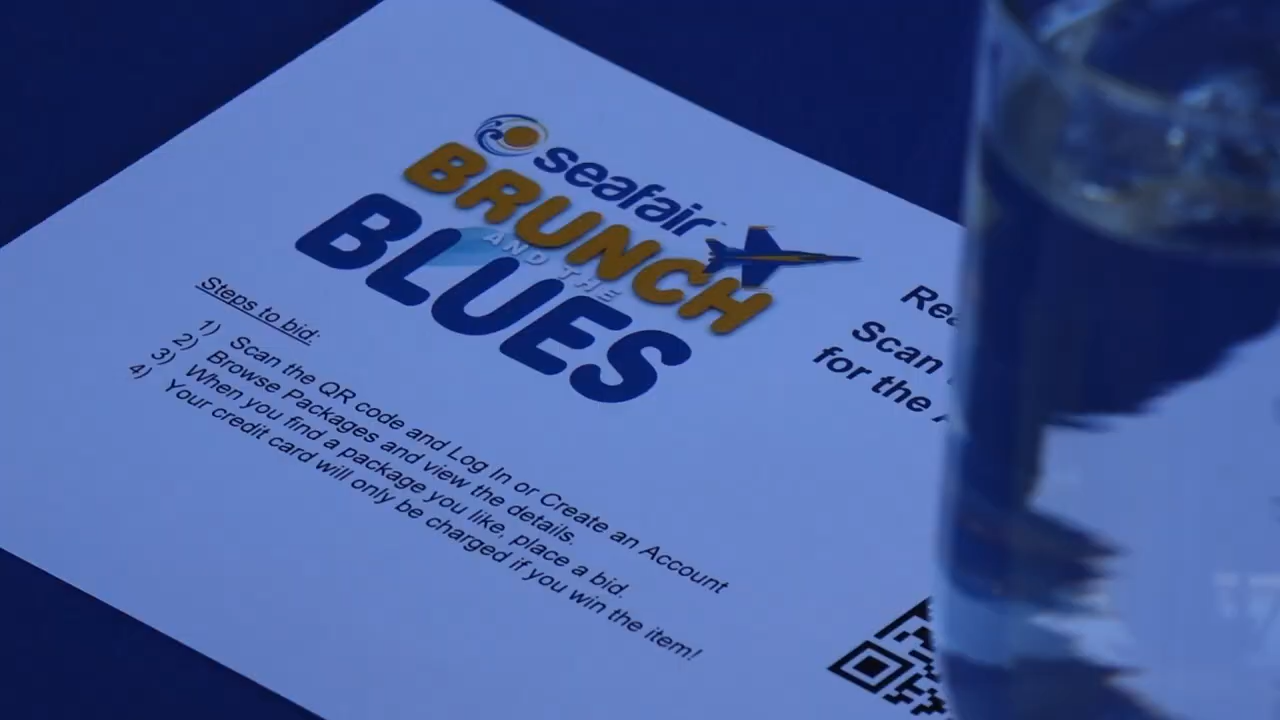 seafair
BRUNCH
AND THE
BLUES
Steps to bid:
1) Scan the QR code and Log In or Create an Account
2) Browse Packages and view the details.
3) When you find a package you like, place a bid.
4) Your credit card will only be charged if you win the item!
Scan
for the